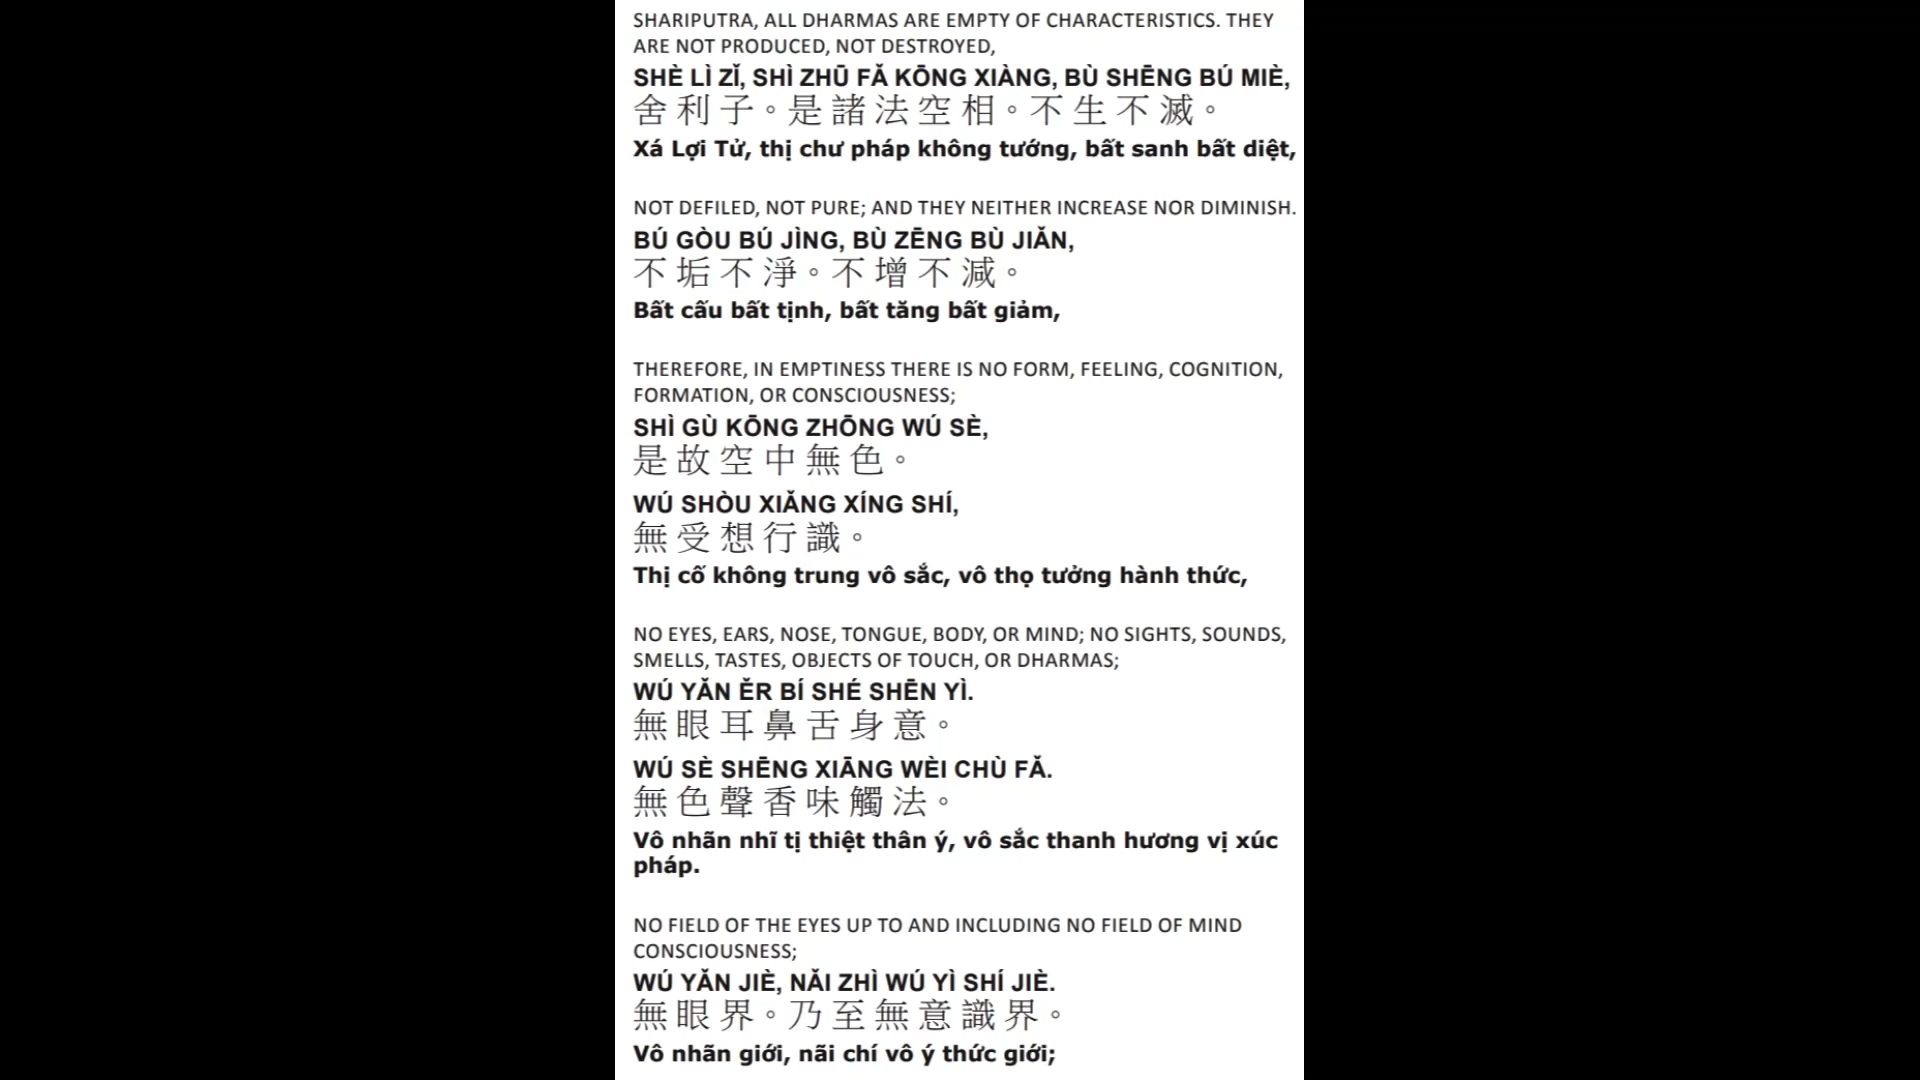 SHARIPUTRA, ALL DHARMAS ARE EMPTY OF CHARACTERISTICS. THEY
ARE NOT PRODUCED, NOT DESTROYED,
SHÈ LÌ ZǏ, SHÌ ZHŪ FǍ KŌNG XIÀNG, BÙ SHĒNG BÚ MIÈ,
舍利子。是諸法空相。不生不滅。
Xá Lợi Tử, thị chư pháp không tướng, bất sanh bất diệt,
NOT DEFILED, NOT PURE; AND THEY NEITHER INCREASE NOR DIMINISH.
BÚ GÒU BÚ JÌNG, BÙ ZĒNG BÙ JIǍN,
不垢不淨。不增不減。
Bất cấu bất tịnh, bất tăng bất giảm,
THEREFORE, IN EMPTINESS THERE IS NO FORM, FEELING, COGNITION,
FORMATION, OR CONSCIOUSNESS;
SHÌ GÙ KŌNG ZHŌNG WÚ SÈ,
是故空中無色。
WÚ SHÒU XIǍNG XÍNG SHÍ,
無受想行識。
Thị cố không trung vô sắc, vô thọ tưởng hành thức,
NO EYES, EARS, NOSE, TONGUE, BODY, OR MIND; NO SIGHTS, SOUNDS,
SMELLS, TASTES, OBJECTS OF TOUCH, OR DHARMAS;
WÚ YǍN ĚR BÍ SHÉ SHĒN YÌ.
無眼耳鼻舌身意。
WÚ SÈ SHĒNG XIĀNG WÈI CHÙ FǍ.
無色聲香味觸法。
Vô nhãn nhĩ tị thiệt thân ý, vô sắc thanh hương vị xúc
pháp.
NO FIELD OF THE EYES UP TO AND INCLUDING NO FIELD OF MIND
CONSCIOUSNESS;
WÚ YǍN JIÈ, NǍI ZHÌ WÚ YÌ SHÍ JIÈ.
無眼界。乃至無意識界。
Vô nhãn giới, nãi chí vô ý thức giới;